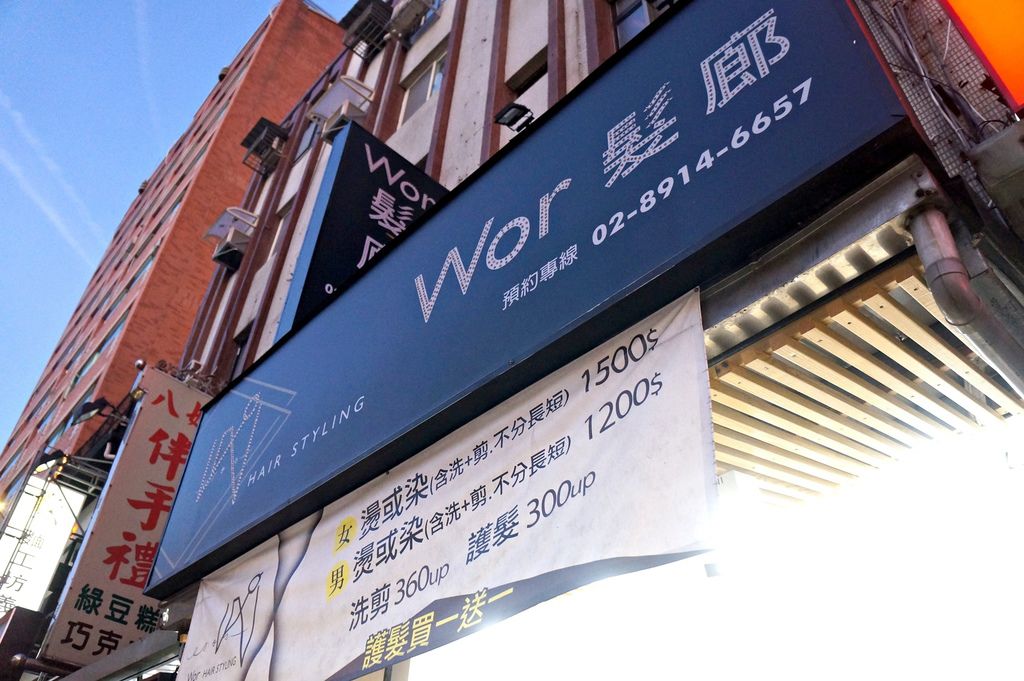 Wor 髮廊
預約專線 02-8914-6657
HAIR STYLING
Wor
髮
女 燙或染(含洗+剪.不分長短) 1500$
男 燙或染(含洗+剪.不分長短) 1200$
洗剪 360up 護髮 300up
護髮買一送一
Wor HAIR STYLING
八
伴手禮
綠豆糕
巧克